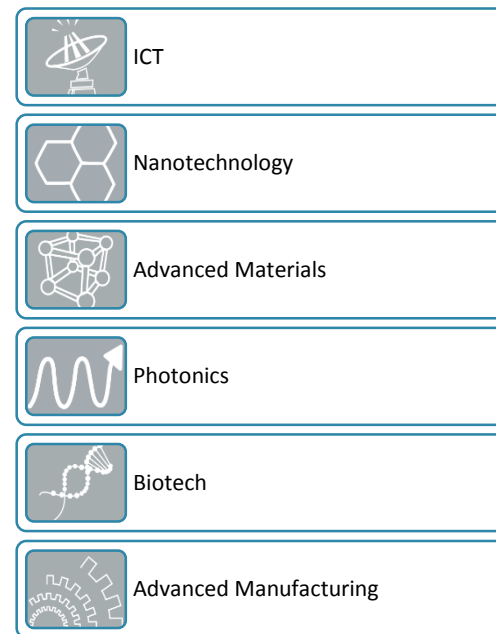 ICT
Nanotechnology
Advanced Materials
Photonics
Biotech
Advanced Manufacturing